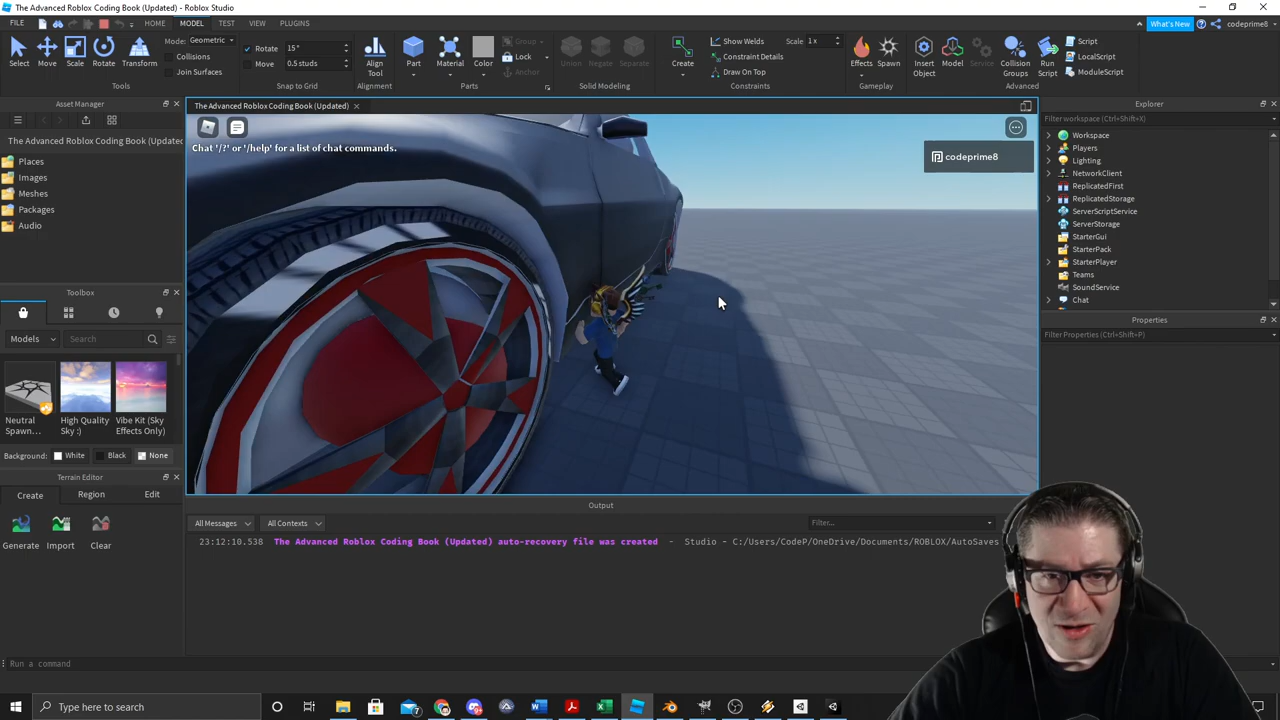 The Advanced Roblox Coding Book (Updated) - Roblox Studio
FILE HOME MODEL TEST VIEW PLUGINS What's New codeprime8
Select Move Scale Rotate Transform
Mode: Geometric
Collisions
Join Surfaces
Tools
Rotate 15°
Move 0.5 studs
Snap to Grid
Align Tool
Alignment
Part Material Color
Group
Lock
Anchor
Parts
Union Negate Separate
Solid Modeling
Create
Show Welds Scale 1 x
Constraint Details
Draw On Top
Constraints
Effects Spawn
Gameplay
Insert Object Model Service Collision Groups Run Script
Script
LocalScript
ModuleScript
Advanced
Asset Manager
The Advanced Roblox Coding Book (Updated
Places
Images
Meshes
Packages
Audio
Toolbox
Models Search
Neutral Spawn...
High Quality Sky :)
Vibe Kit (Sky Effects Only)
Background: White Black None
Terrain Editor
Create Region Edit
Generate Import Clear
The Advanced Roblox Coding Book (Updated)
Chat '/?' or '/help' for a list of chat commands.
codeprime8
Output
All Messages All Contexts Filter...
23:12:10.538 The Advanced Roblox Coding Book (Updated) auto-recovery file was created - Studio - C:/Users/CodeP/OneDrive/Documents/ROBLOX/AutoSaves
Explorer
Filter workspace (Ctrl+Shift+X)
Workspace
Players
Lighting
NetworkClient
ReplicatedFirst
ReplicatedStorage
ServerScriptService
ServerStorage
StarterGui
StarterPack
StarterPlayer
Teams
SoundService
Chat
Properties
Filter Properties (Ctrl+Shift+P)
Run a command
Type here to search